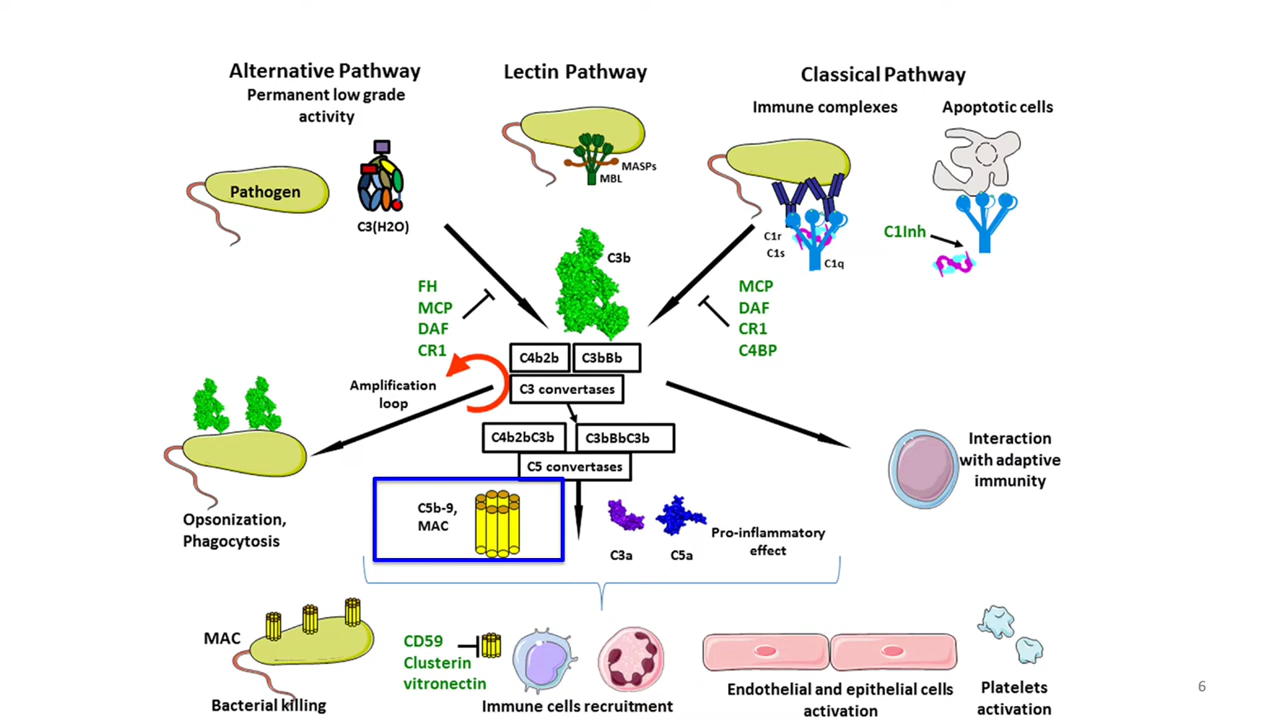 Alternative Pathway
Permanent low grade
activity
Lectin Pathway
Classical Pathway
Immune complexes
Apoptotic cells
Pathogen
C3(H2O)
MASPs
MBL
C1r
C1s
C1q
C1Inh
C3b
FH
MCP
DAF
CR1
MCP
DAF
CR1
C4BP
C4b2b
C3bBb
C3 convertases
Amplification
loop
C4b2bC3b
C3bBbC3b
C5 convertases
Interaction
with adaptive
immunity
Opsonization,
Phagocytosis
C5b-9,
MAC
C3a
C5a
Pro-inflammatory
effect
MAC
Bacterial killing
CD59
Clusterin
vitronectin
Immune cells recruitment
Endothelial and epithelial cells
activation
Platelets
activation
6